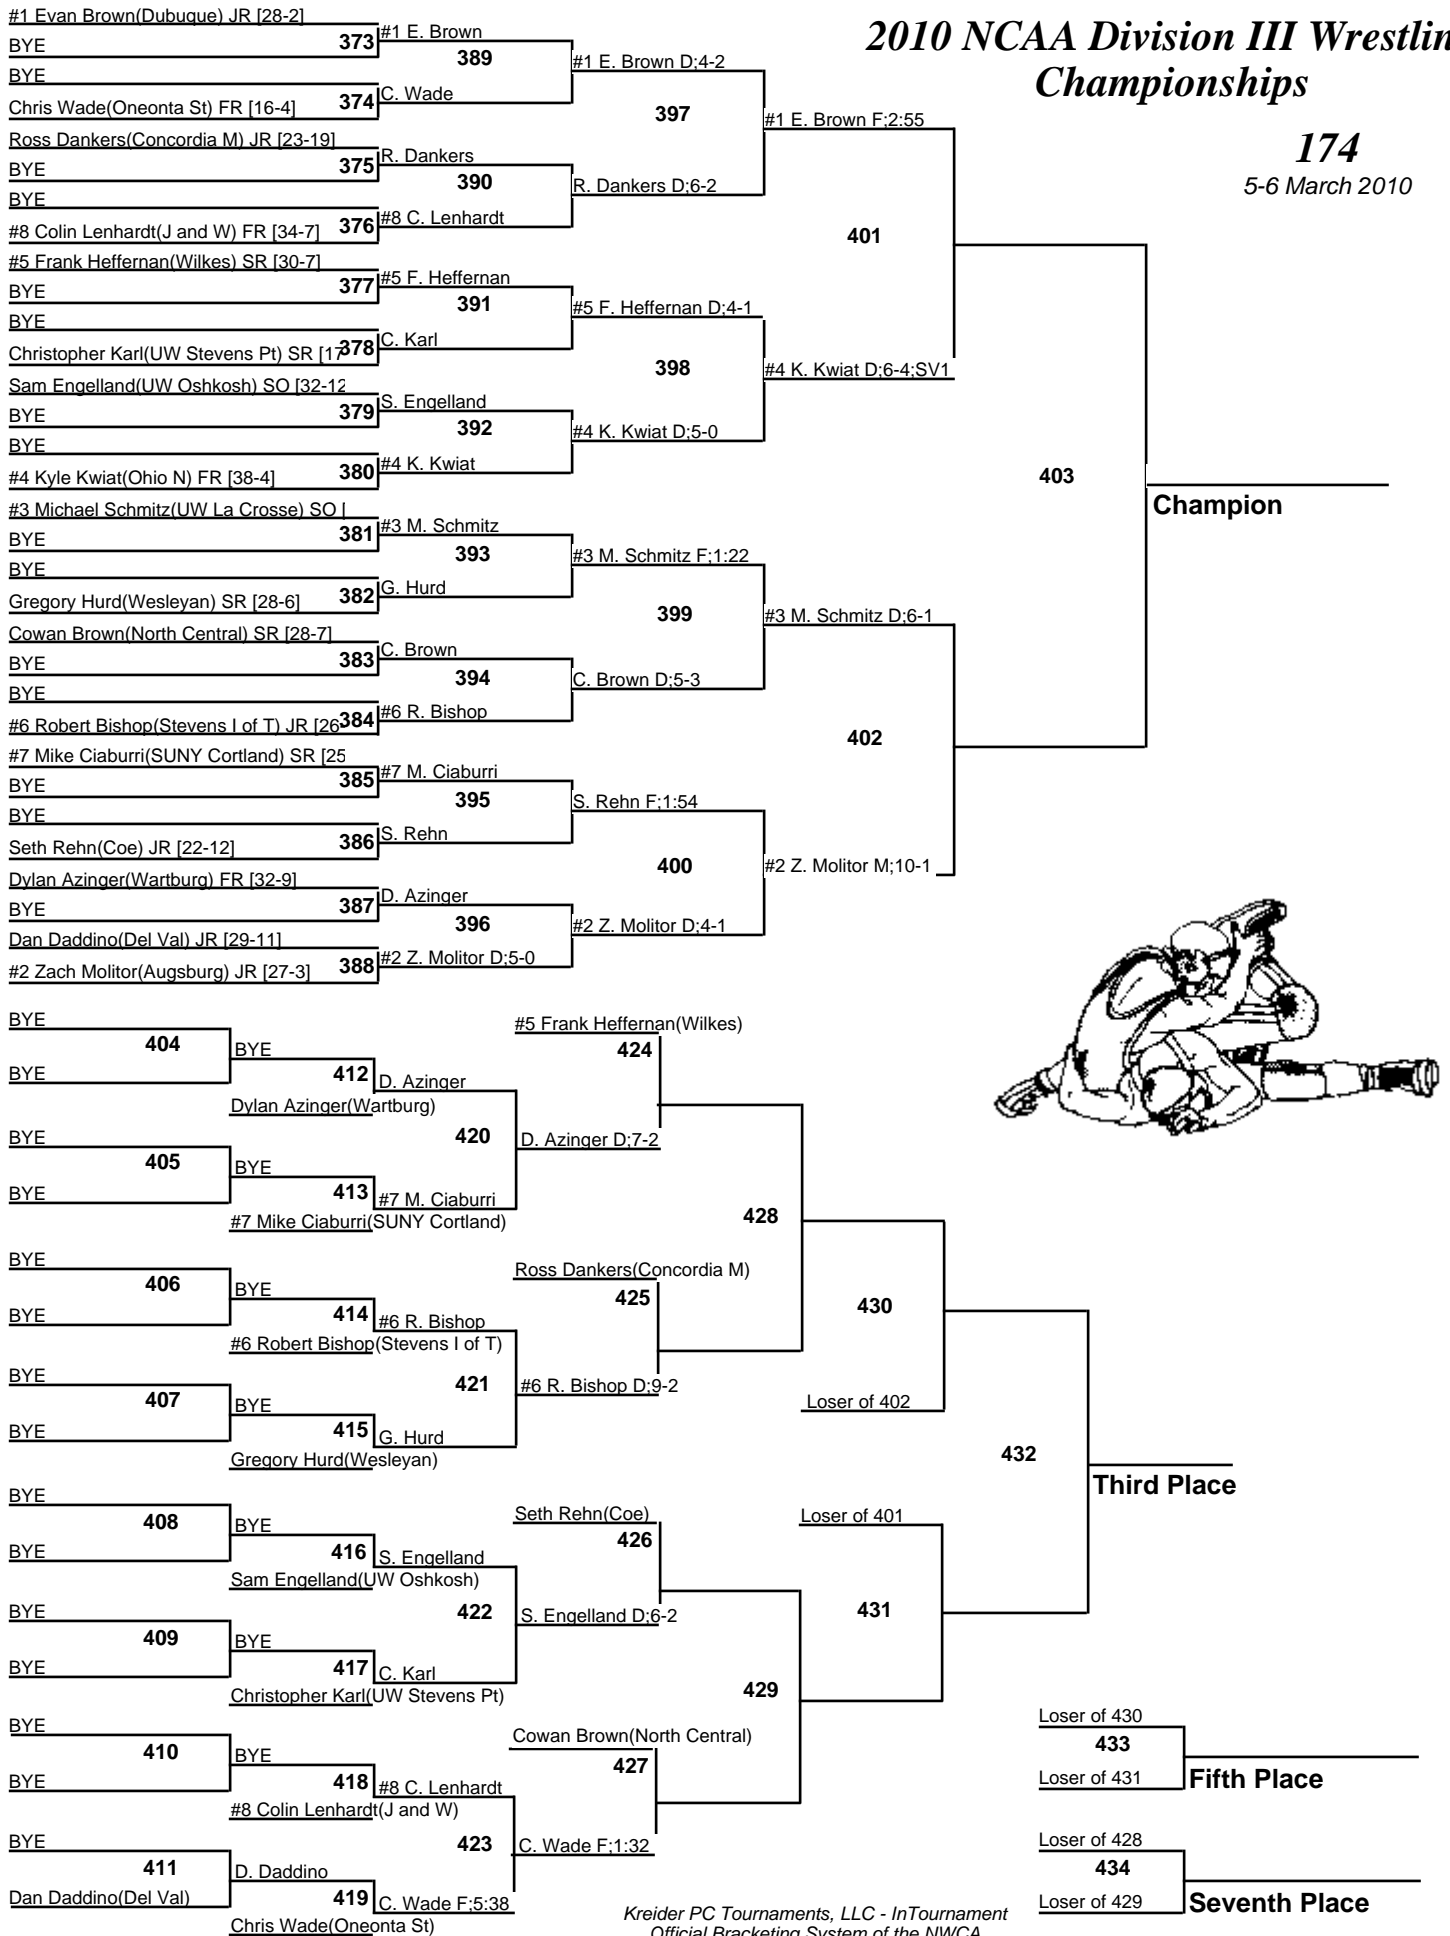 #1 Evan Brown(Dubuque) JR [28-2]
BYE
373
BYE
Chris Wade(Oneonta St) FR [16-4]
374
Ross Dankers(Concordia M) JR [23-19]
BYE
375
BYE
#8 Colin Lenhardt(J and W) FR [34-7]
376
#5 Frank Heffernan(Wilkes) SR [30-7]
BYE
377
BYE
Christopher Karl(UW Stevens Pt) SR [17
378
Sam Engelland(UW Oshkosh) SO [32-12
BYE
379
BYE
#4 Kyle Kwiat(Ohio N) FR [38-4]
380
#3 Michael Schmitz(UW La Crosse) SO [
BYE
381
BYE
Gregory Hurd(Wesleyan) SR [28-6]
382
Cowan Brown(North Central) SR [28-7]
BYE
383
BYE
#6 Robert Bishop(Stevens I of T) JR [26-
384
#7 Mike Ciaburri(SUNY Cortland) SR [25
BYE
385
BYE
Seth Rehn(Coe) JR [22-12]
386
Dylan Azinger(Wartburg) FR [32-9]
BYE
387
Dan Daddino(Del Val) JR [29-11]
#2 Zach Molitor(Augsburg) JR [27-3]
388
#1 E. Brown
389
C. Wade
R. Dankers
390
#8 C. Lenhardt
#5 F. Heffernan
391
C. Karl
S. Engelland
392
#4 K. Kwiat
#3 M. Schmitz
393
G. Hurd
C. Brown
394
#6 R. Bishop
#7 M. Ciaburri
395
S. Rehn
D. Azinger
396
#2 Z. Molitor D;5-0
#1 E. Brown D;4-2
397
R. Dankers D;6-2
#5 F. Heffernan D;4-1
398
#4 K. Kwiat D;5-0
#3 M. Schmitz F;1:22
399
C. Brown D;5-3
S. Rehn F;1:54
400
#2 Z. Molitor D;4-1
#1 E. Brown F;2:55
401
#4 K. Kwiat D;6-4;SV1
#3 M. Schmitz D;6-1
402
#2 Z. Molitor M;10-1
403
Champion
2010 NCAA Division III Wrestlin
Championships
174
5-6 March 2010
BYE
404
BYE
BYE
405
BYE
BYE
406
BYE
BYE
407
BYE
BYE
408
BYE
BYE
409
BYE
BYE
410
BYE
BYE
411
Dan Daddino(Del Val)
BYE
412
Dylan Azinger(Wartburg)
BYE
413
#7 Mike Ciaburri(SUNY Cortland)
BYE
414
#6 Robert Bishop(Stevens I of T)
BYE
415
Gregory Hurd(Wesleyan)
BYE
416
Sam Engelland(UW Oshkosh)
BYE
417
Christopher Karl(UW Stevens Pt)
BYE
418
#8 Colin Lenhardt(J and W)
D. Daddino
419
Chris Wade(Oneonta St)
D. Azinger
420
#7 M. Ciaburri
#6 R. Bishop
421
G. Hurd
S. Engelland
422
C. Karl
#8 C. Lenhardt
423
C. Wade F;5:38
#5 Frank Heffernan(Wilkes)
424
D. Azinger D;7-2
Ross Dankers(Concordia M)
425
#6 R. Bishop D;9-2
Seth Rehn(Coe)
426
S. Engelland D;6-2
Cowan Brown(North Central)
427
C. Wade F;1:32
428
429
430
Loser of 402
Loser of 401
431
432
Third Place
Loser of 430
433
Loser of 431
Fifth Place
Loser of 428
434
Loser of 429
Seventh Place
Kreider PC Tournaments, LLC - InTournament
Official Bracketing System of the NWCA